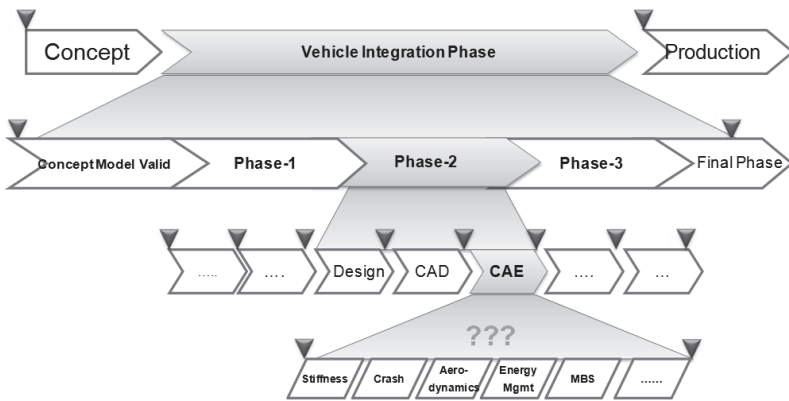 Concept
Vehicle Integration Phase
Production
Concept Model Valid
Phase-1
Phase-2
Phase-3
Final Phase
.....
....
Design
CAD
CAE
....
...
???
Stiffness
Crash
Aero-
dynamics
Energy
Mgmt
MBS
......